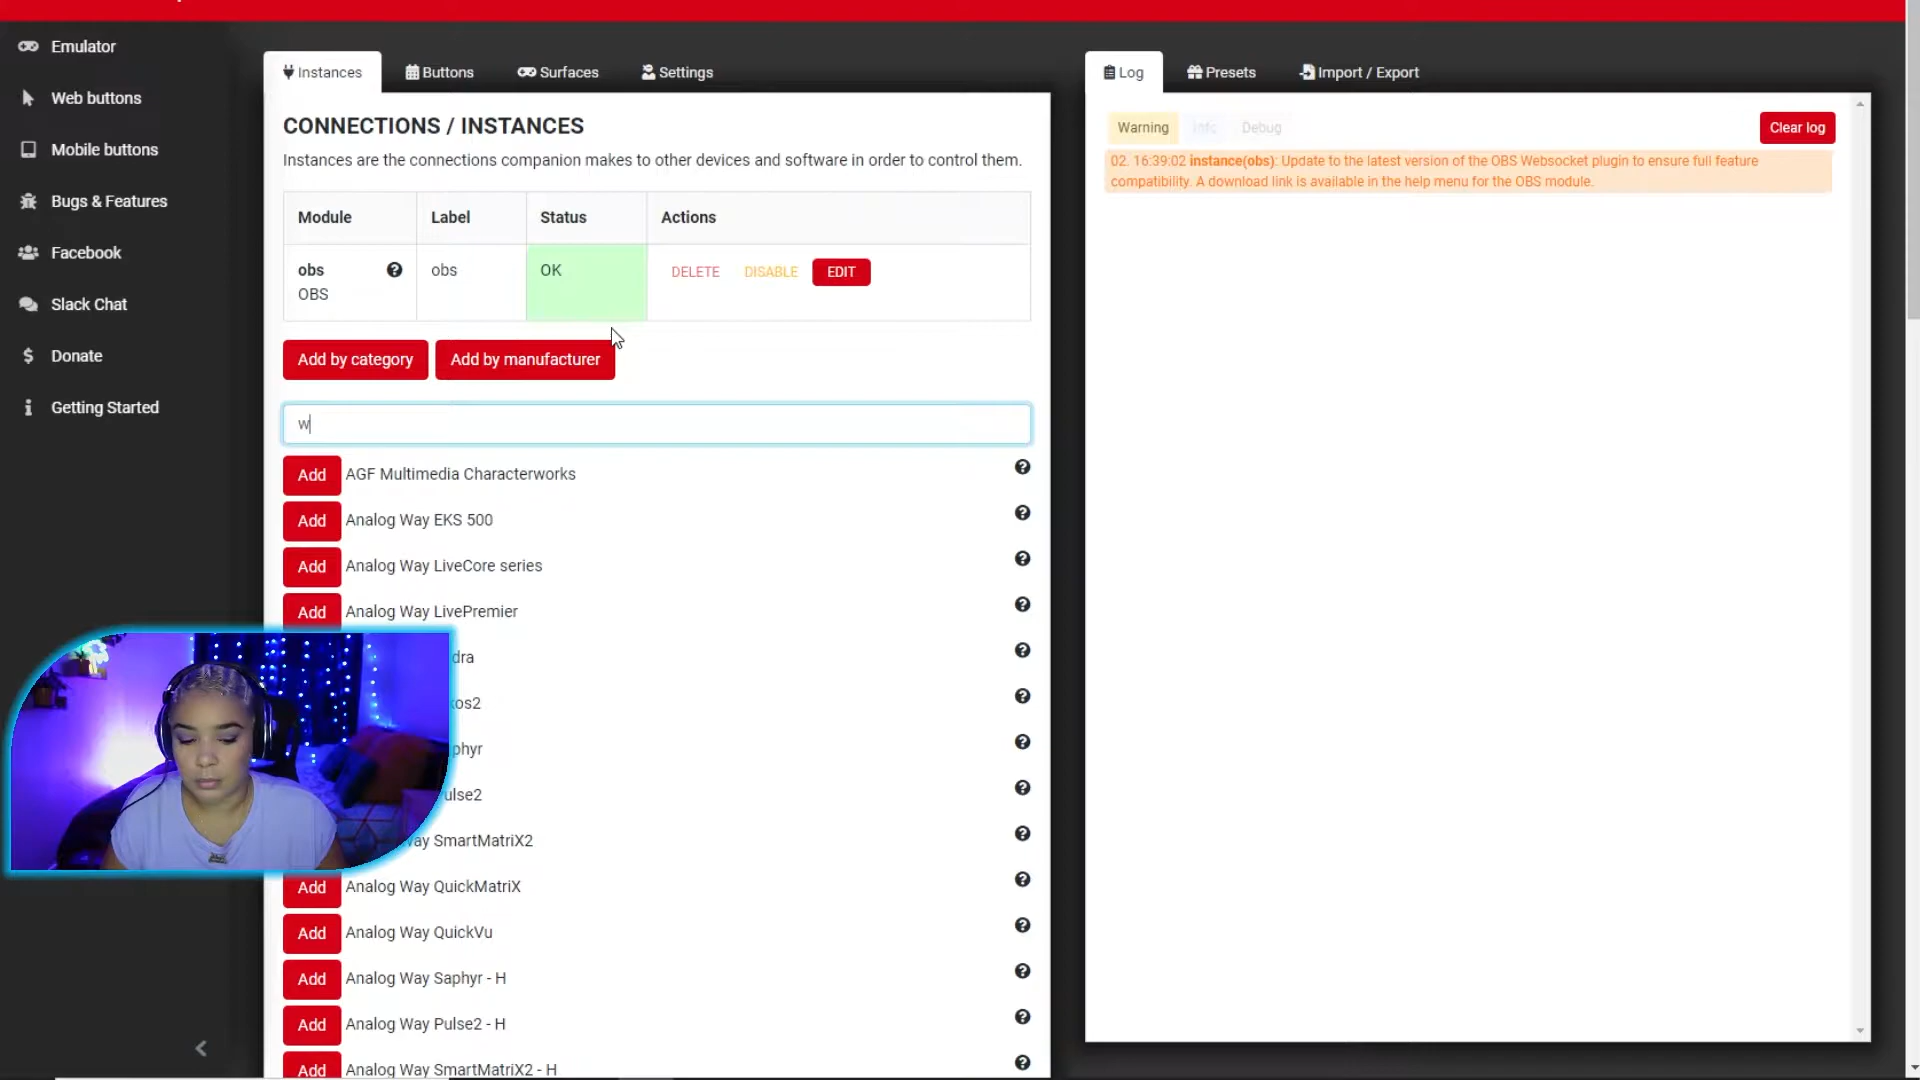 Emulator
Web buttons
Mobile buttons
Bugs & Features
Facebook
Slack Chat
Donate
Getting Started
Instances Buttons Surfaces Settings
CONNECTIONS / INSTANCES
Instances are the connections companion makes to other devices and software in order to control them.
Module Label Status Actions
obs obs OK DELETE DISABLE EDIT
OBS
Add by category Add by manufacturer
w
Add AGF Multimedia Characterworks
Add Analog Way EKS 500
Add Analog Way LiveCore series
Add Analog Way LivePremier
Way SmartMatriX2
Add Analog Way QuickMatriX
Add Analog Way QuickVu
Add Analog Way Saphyr - H
Add Analog Way Pulse2 - H
Add Analog Way SmartMatriX2 - H
Log Presets Import / Export
Warning Info Debug Clear log
02. 16:39:02 instance(obs): Update to the latest version of the OBS Websocket plugin to ensure full feature
compatibility. A download link is available in the help menu for the OBS module.